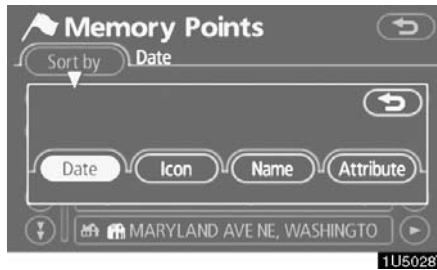 Memory Points
Sort by Date
Date Icon Name Attribute
MARYLAND AVE NE, WASHINGTO
1U5028